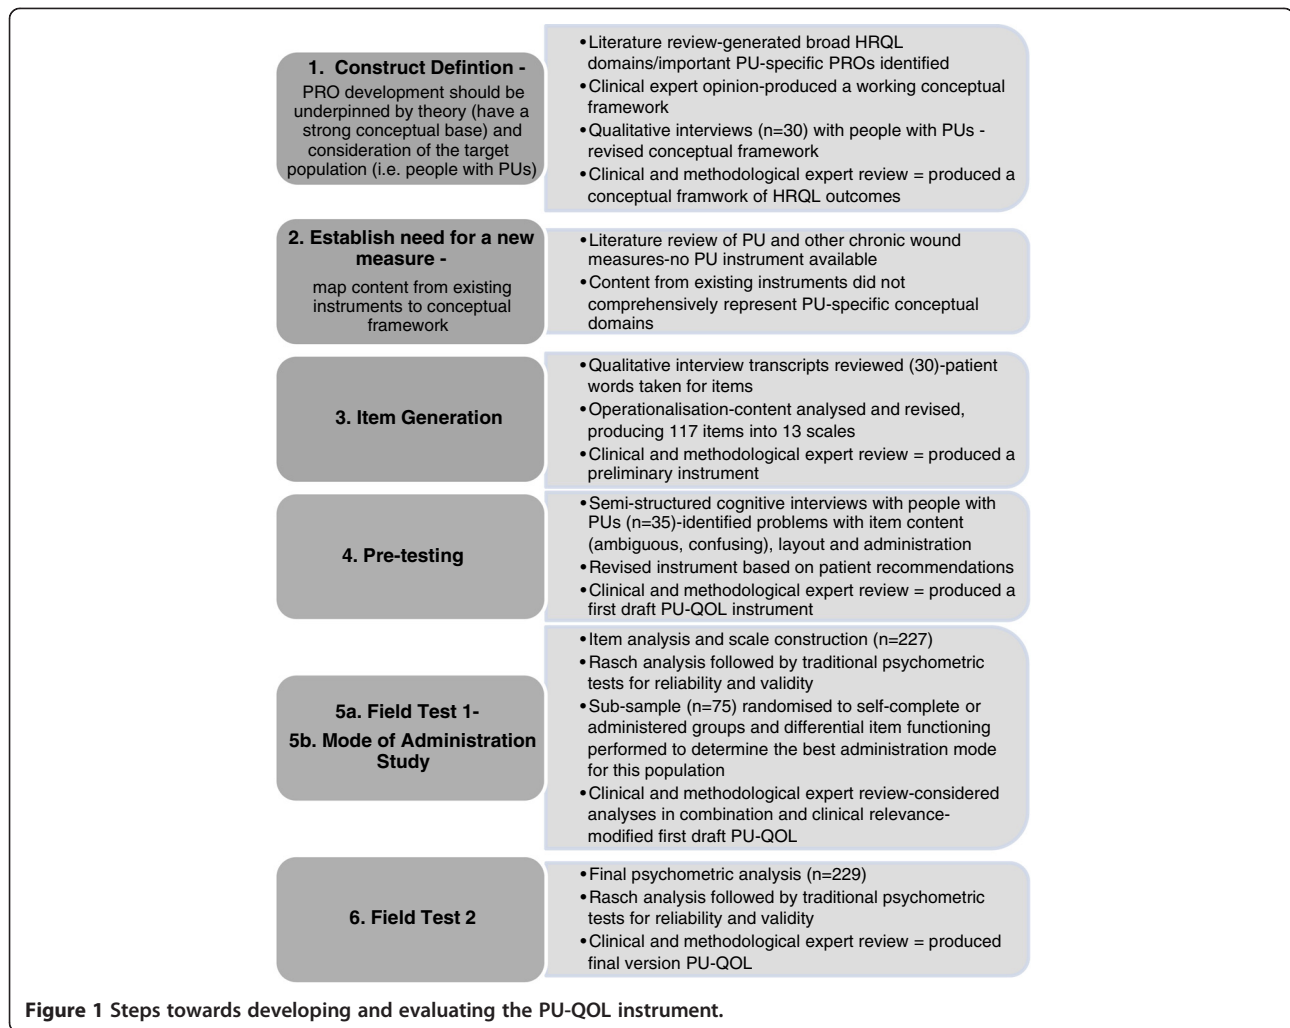 1. Construct Defintion -
PRO development should be
underpinned by theory (have a
strong conceptual base) and
consideration of the target
population (i.e. people with PUs)
•Literature review-generated broad HRQL
domains/important PU-specific PROs identified
•Clinical expert opinion-produced a working conceptual
framework
•Qualitative interviews (n=30) with people with PUs -
revised conceptual framework
•Clinical and methodological expert review = produced a
conceptual framwork of HRQL outcomes
2. Establish need for a new
measure -
map content from existing
instruments to conceptual
framework
•Literature review of PU and other chronic wound
measures-no PU instrument available
•Content from existing instruments did not
comprehensively represent PU-specific conceptual
domains
3. Item Generation
•Qualitative interview transcripts reviewed (30)-patient
words taken for items
•Operationalisation-content analysed and revised,
producing 117 items into 13 scales
•Clinical and methodological expert review = produced a
preliminary instrument
4. Pre-testing
•Semi-structured cognitive interviews with people with
PUs (n=35)-identified problems with item content
(ambiguous, confusing), layout and administration
•Revised instrument based on patient recommendations
•Clinical and methodological expert review = produced a
first draft PU-QOL instrument
5a. Field Test 1-
5b. Mode of Administration
Study
•Item analysis and scale construction (n=227)
•Rasch analysis followed by traditional psychometric
tests for reliability and validity
•Sub-sample (n=75) randomised to self-complete or
administered groups and differential item functioning
performed to determine the best administration mode
for this population
•Clinical and methodological expert review-considered
analyses in combination and clinical relevance-
modified first draft PU-QOL
6. Field Test 2
•Final psychometric analysis (n=229)
•Rasch analysis followed by traditional psychometric
tests for reliability and validity
•Clinical and methodological expert review = produced
final version PU-QOL
Figure 1 Steps towards developing and evaluating the PU-QOL instrument.